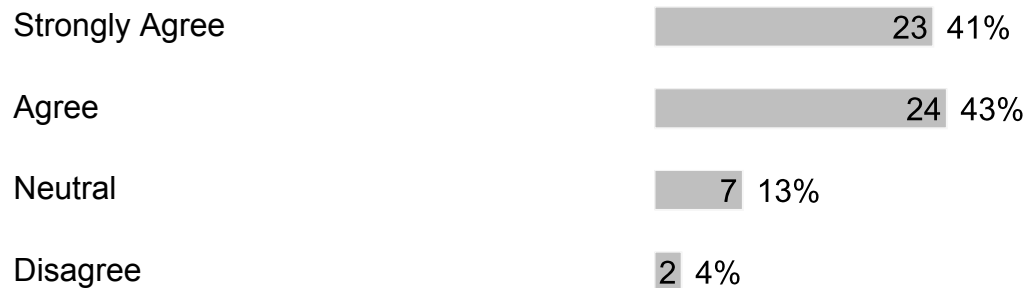 Strongly Agree 23 41%
Agree 24 43%
Neutral 7 13%
Disagree 2 4%